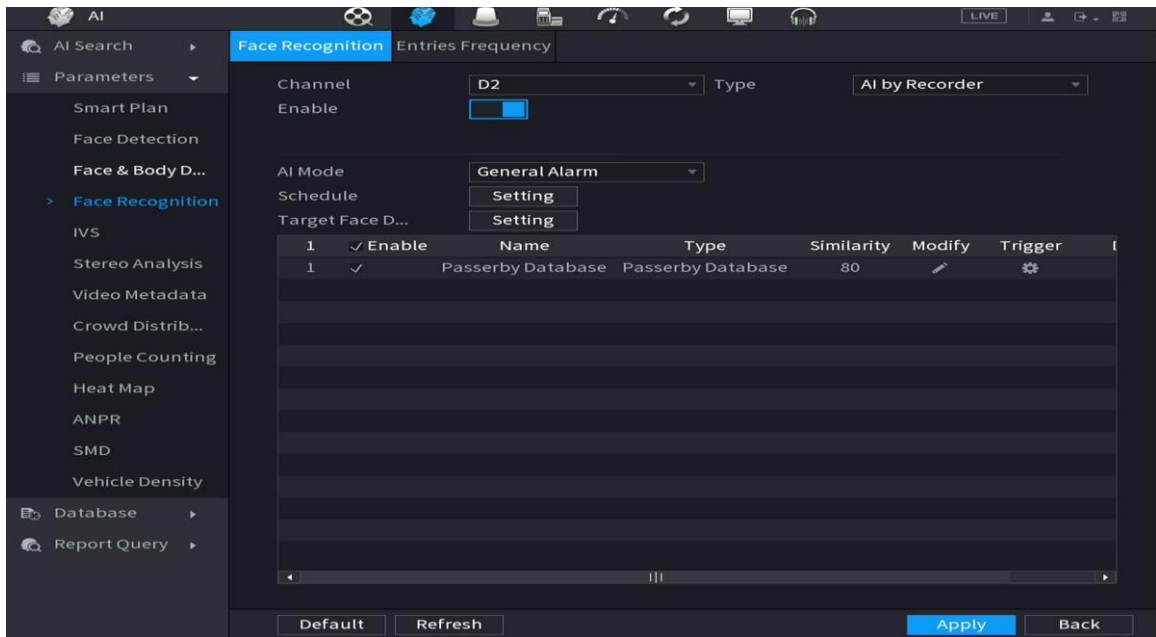 AI
LIVE
AI Search
Parameters
Smart Plan
Face Detection
Face & Body D...
Face Recognition
IVS
Stereo Analysis
Video Metadata
Crowd Distrib...
People Counting
Heat Map
ANPR
SMD
Vehicle Density
Database
Report Query
Face Recognition Entries Frequency
Channel D2 Type AI by Recorder
Enable
AI Mode General Alarm
Schedule Setting
Target Face D... Setting
1 Enable Name Type Similarity Modify Trigger
1 Passerby Database Passerby Database 80
Default Refresh Apply Back